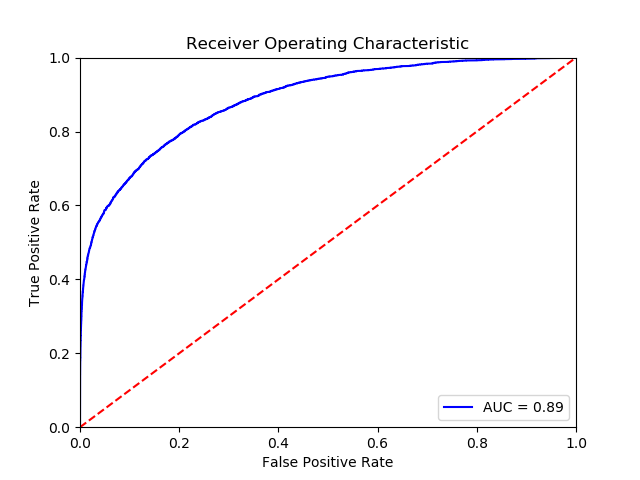 Receiver Operating Characteristic
1.0
0.8
0.6
0.4
0.2
0.0
True Positive Rate
AUC = 0.89
0.0 0.2 0.4 0.6 0.8 1.0
False Positive Rate